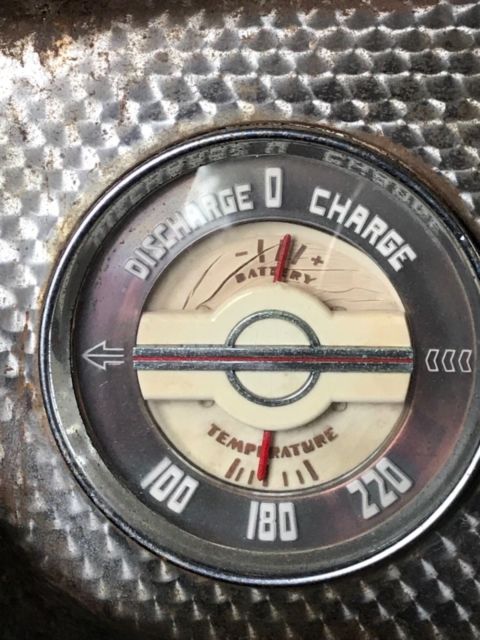 DISCHARGE 0 CHARGE
- +
BATTERY
TEMPERATURE
100 180 220